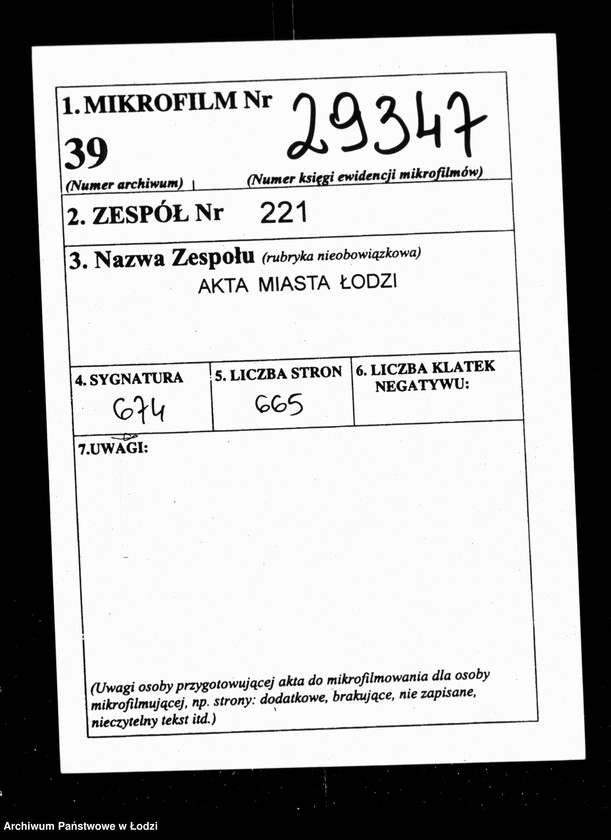 1. MIKROFILM Nr 29347
39
(Numer archiwum) (Numer księgi ewidencji mikrofilmów)
2. ZESPÓŁ Nr 221
3. Nazwa Zespołu (rubryka nieobowiązkowa)
AKTA MIASTA ŁODZI
4. SYGNATURA 5. LICZBA STRON 6. LICZBA KLATEK
NEGATYWU:
674 665
7.UWAGI:
(Uwagi osoby przygotowującej akta do mikrofilmowania dla osoby
mikrofilmującej, np. strony: dodatkowe, brakujące, nie zapisane,
nieczytelny tekst itd.)
Archiwum Państwowe w Łodzi